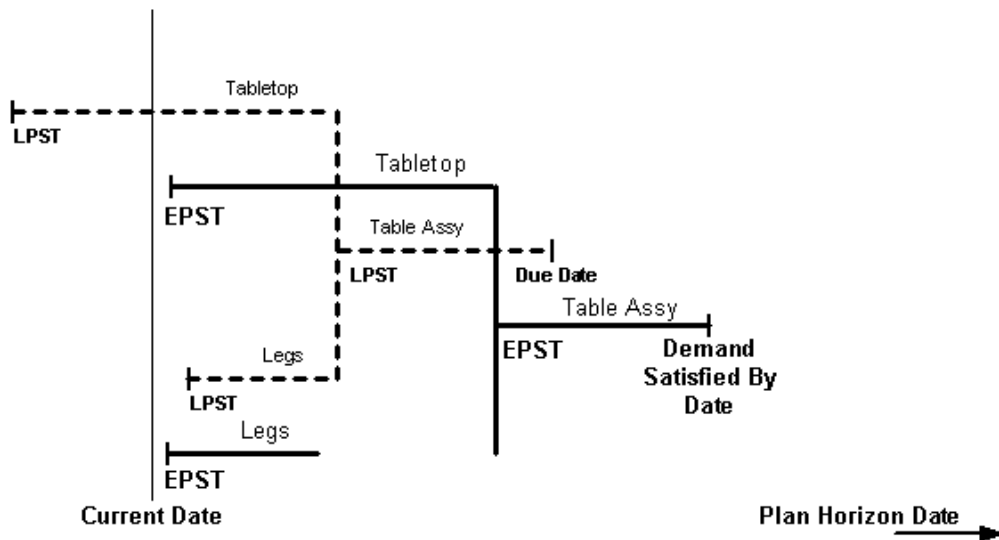 Tabletop
LPST
Tabletop
EPST
Table Assy
LPST
Due Date
Table Assy
EPST
Demand
Satisfied By
Date
Legs
LPST
Legs
EPST
Current Date
Plan Horizon Date